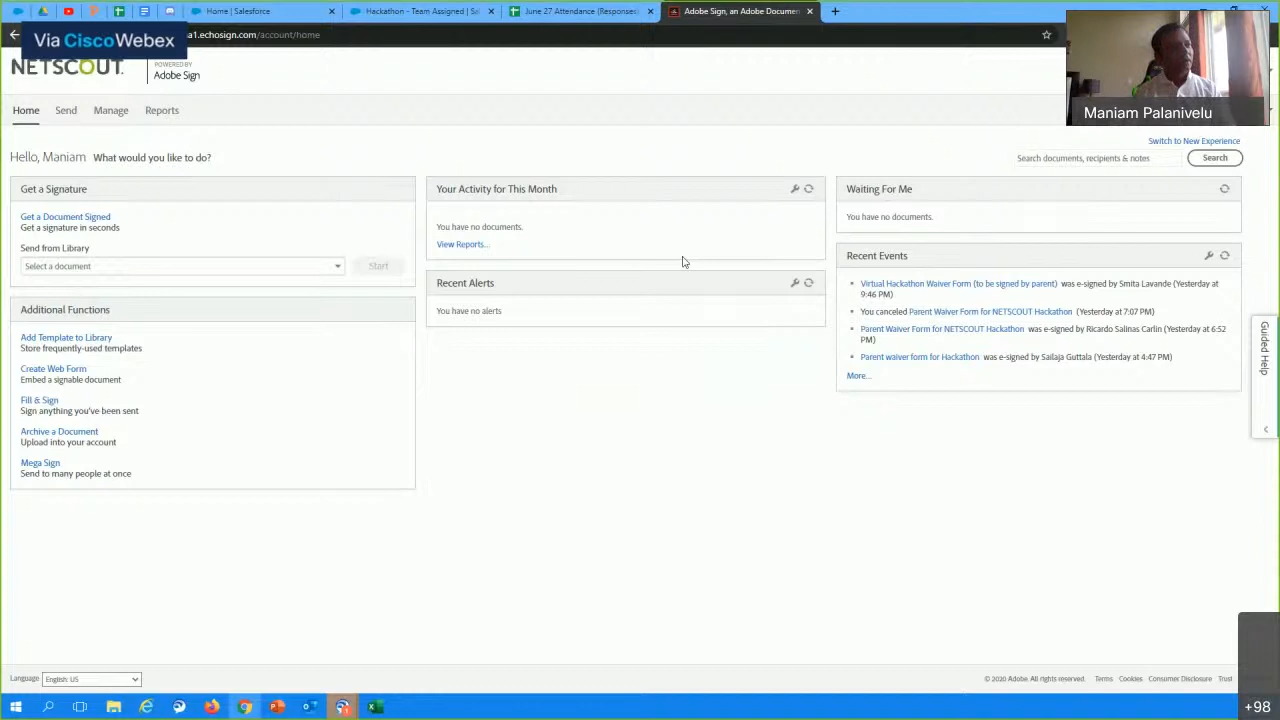 Home | Salesforce
Hackathon - Team Assigned | Sal
June 27 Attendance (Responses)
Adobe Sign, an Adobe Documen
Via CiscoWebex
a1.echosign.com/account/home
NETSCOUT.
POWERED BY
Adobe Sign
Maniam Palanivelu
Home Send Manage Reports
Switch to New Experience
Hello, Maniam What would you like to do?
Search documents, recipients & notes
Search
Get a Signature
Get a Document Signed
Get a signature in seconds
Send from Library
Select a document
Start
Additional Functions
Add Template to Library
Store frequently-used templates
Create Web Form
Embed a signable document
Fill & Sign
Sign anything you've been sent
Archive a Document
Upload into your account
Mega Sign
Send to many people at once
Your Activity for This Month
You have no documents.
View Reports...
Recent Alerts
You have no alerts
Waiting For Me
You have no documents.
Recent Events
Virtual Hackathon Waiver Form (to be signed by parent) was e-signed by Smita Lavande (Yesterday at
9:46 PM)
You canceled Parent Waiver Form for NETSCOUT Hackathon (Yesterday at 7:07 PM)
Parent Waiver Form for NETSCOUT Hackathon was e-signed by Ricardo Salinas Carlin (Yesterday at 6:52
PM)
Parent waiver form for Hackathon was e-signed by Sailaja Guttala (Yesterday at 4:47 PM)
More...
Guided Help
Language English: US
© 2020 Adobe. All rights reserved. Terms Cookies Consumer Disclosure Trust
+98